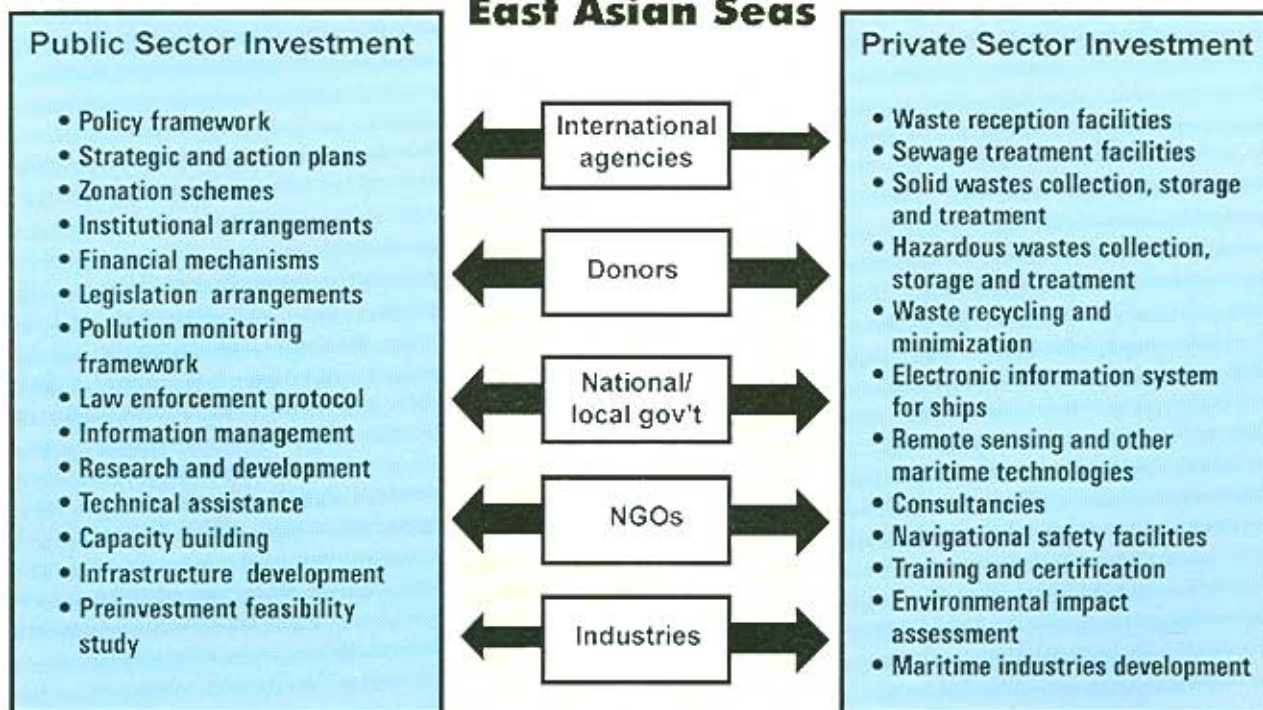 East Asian Seas
Public Sector Investment
• Policy framework
• Strategic and action plans
• Zonation schemes
• Institutional arrangements
• Financial mechanisms
• Legislation arrangements
• Pollution monitoring
framework
• Law enforcement protocol
• Information management
• Research and development
• Technical assistance
• Capacity building
• Infrastructure development
• Preinvestment feasibility
study
International
agencies
Donors
National/
local gov't
NGOs
Industries
Private Sector Investment
• Waste reception facilities
• Sewage treatment facilities
• Solid wastes collection, storage
and treatment
• Hazardous wastes collection,
storage and treatment
• Waste recycling and
minimization
• Electronic information system
for ships
• Remote sensing and other
maritime technologies
• Consultancies
• Navigational safety facilities
• Training and certification
• Environmental impact
assessment
• Maritime industries development